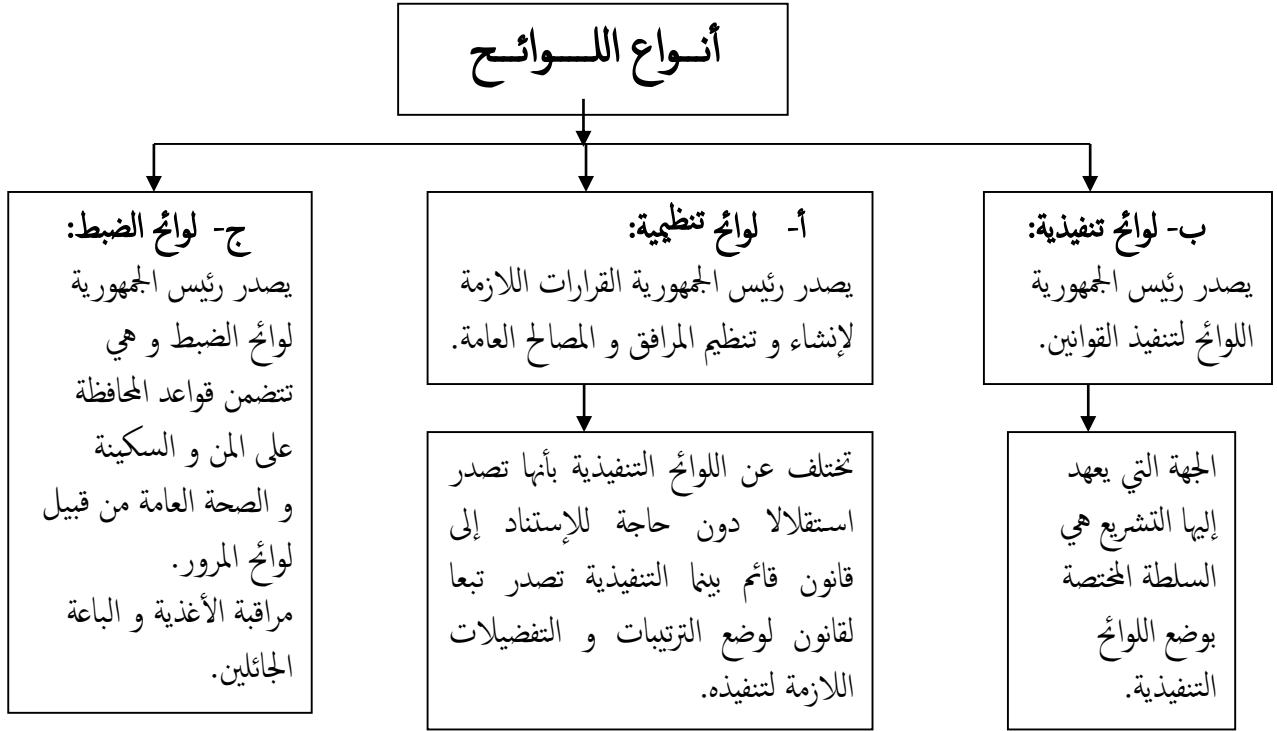 أنــواع اللــــوائــح
ب- لوائح تنفيذية:
يصدر رئيس الجمهورية
اللوائح لتنفيذ القوانين.
الجهة التي يعهد
إليها التشريع هي
السلطة المختصة
بوضع اللوائح
التنفيذية.
أ- لوائح تنظيمية:
يصدر رئيس الجمهورية القرارات اللازمة
لإنشاء و تنظيم المرافق و المصالح العامة.
تختلف عن اللوائح التنفيذية بأنها تصدر
استقلالا دون حاجة للإستناد إلى
قانون قائم بينما التنفيذية تصدر تبعا
لقانون لوضع الترتيبات و التفضيلات
اللازمة لتنفيذه.
ج- لوائح الضبط:
يصدر رئيس الجمهورية
لوائح الضبط و هي
تتضمن قواعد المحافظة
على المن و السكينة
و الصحة العامة من قبيل
لوائح المرور.
مراقبة الأغذية و الباعة
الجائلين.